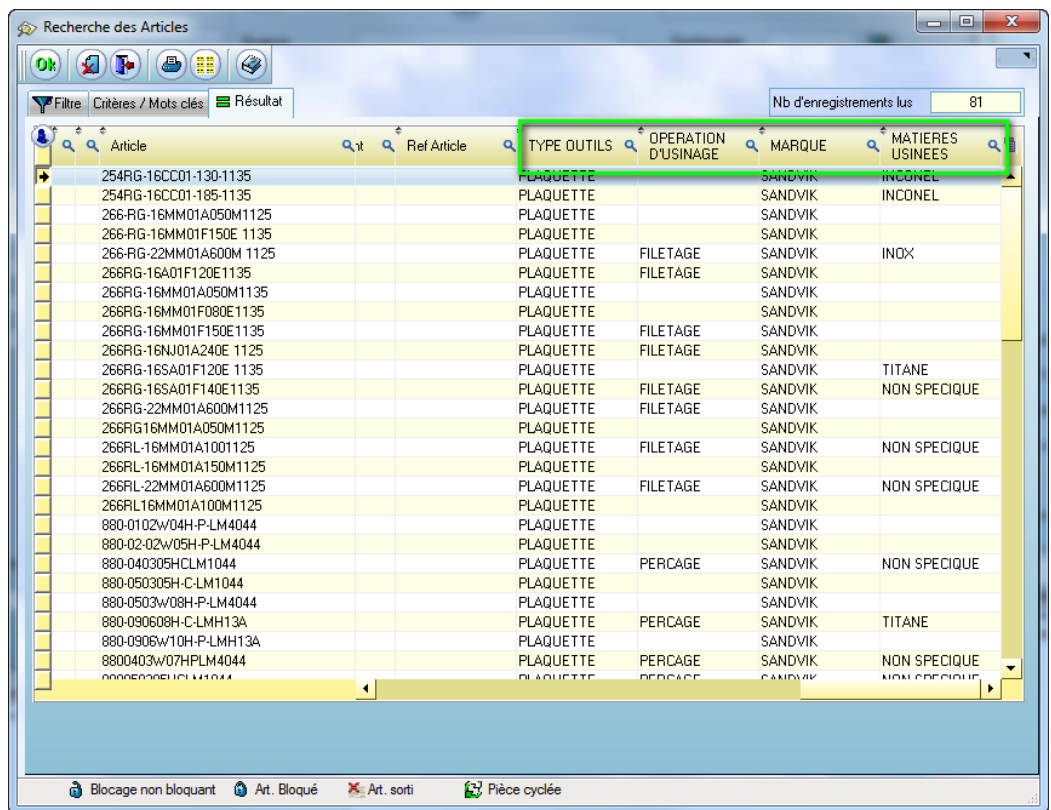 Recherche des Articles
Ok
Filtre Critères / Mots clés Résultat Nb d'enregistrements lus 81
Article nt Ref Article TYPE OUTILS OPERATION D'USINAGE MARQUE MATIERES USINEES
254RG-16CC01-130-1135 PLAQUETTE SANDVIK INCONEL
254RG-16CC01-185-1135 PLAQUETTE SANDVIK INCONEL
266-RG-16MM01A050M1125 PLAQUETTE SANDVIK
266-RG-16MM01F150E 1135 PLAQUETTE SANDVIK
266-RG-22MM01A600M 1125 PLAQUETTE FILETAGE SANDVIK INOX
266RG-16A01F120E1135 PLAQUETTE FILETAGE SANDVIK
266RG-16MM01A050M1135 PLAQUETTE SANDVIK
266RG-16MM01F080E1135 PLAQUETTE SANDVIK
266RG-16MM01F150E1135 PLAQUETTE FILETAGE SANDVIK
266RG-16NJ01A240E 1125 PLAQUETTE FILETAGE SANDVIK
266RG-16SA01F120E 1135 PLAQUETTE SANDVIK TITANE
266RG-16SA01F140E1135 PLAQUETTE FILETAGE SANDVIK NON SPECIQUE
266RG-22MM01A600M1125 PLAQUETTE FILETAGE SANDVIK
266RG16MM01A050M1125 PLAQUETTE SANDVIK
266RL-16MM01A1001125 PLAQUETTE FILETAGE SANDVIK NON SPECIQUE
266RL-16MM01A150M1125 PLAQUETTE SANDVIK
266RL-22MM01A600M1125 PLAQUETTE FILETAGE SANDVIK NON SPECIQUE
266RL16MM01A100M1125 PLAQUETTE SANDVIK
880-0102W04H-P-LM4044 PLAQUETTE SANDVIK
880-02-02W05H-P-LM4044 PLAQUETTE SANDVIK
880-040305HCLM1044 PLAQUETTE PERCAGE SANDVIK NON SPECIQUE
880-050305H-C-LM1044 PLAQUETTE SANDVIK
880-0503W08H-P-LM4044 PLAQUETTE SANDVIK
880-090608H-C-LMH13A PLAQUETTE PERCAGE SANDVIK TITANE
880-0906W10H-P-LMH13A PLAQUETTE SANDVIK
8800403W07HPLM4044 PLAQUETTE PERCAGE SANDVIK NON SPECIQUE
PLAQUETTE PERCAGE SANDVIK NON SPECIQUE
Blocage non bloquant Art. Bloqué Art. sorti Pièce cyclée